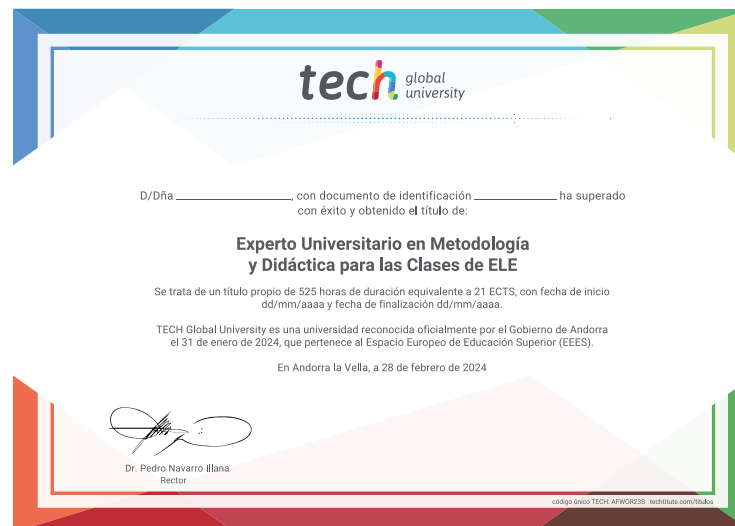 tech global
university
D/Dña ____________________, con documento de identificación ______________ ha superado
con éxito y obtenido el título de:
Experto Universitario en Metodología
y Didáctica para las Clases de ELE
Se trata de un título propio de 525 horas de duración equivalente a 21 ECTS, con fecha de inicio
dd/mm/aaaa y fecha de finalización dd/mm/aaaa.
TECH Global University es una universidad reconocida oficialmente por el Gobierno de Andorra
el 31 de enero de 2024, que pertenece al Espacio Europeo de Educación Superior (EEES).
En Andorra la Vella, a 28 de febrero de 2024
Dr. Pedro Navarro Illana
Rector
código único TECH: AFWOR23S techtitute.com/titulos